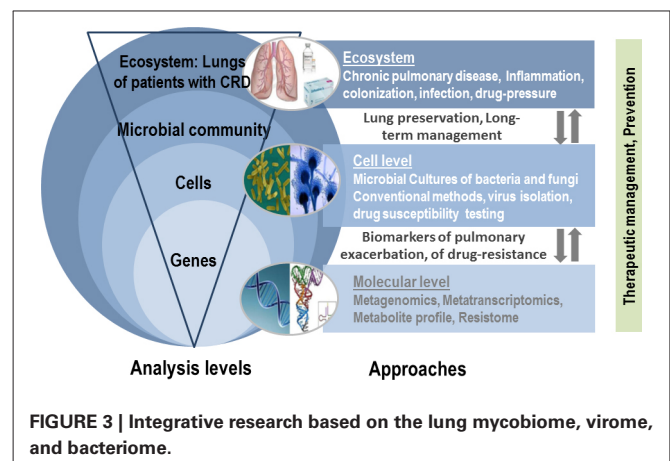 Ecosystem: Lungs
of patients with CRD
Microbial community
Cells
Genes
Analysis levels
Ecosystem
Chronic pulmonary disease, Inflammation,
colonization, infection, drug-pressure
Lung preservation, Long-
term management
Cell level
Microbial Cultures of bacteria and fungi
Conventional methods, virus isolation,
drug susceptibility testing
Biomarkers of pulmonary
exacerbation, of drug-resistance
Molecular level
Metagenomics, Metatranscriptomics,
Metabolite profile, Resistome
Approaches
Therapeutic management, Prevention
FIGURE 3 | Integrative research based on the lung mycobiome, virome,
and bacteriome.